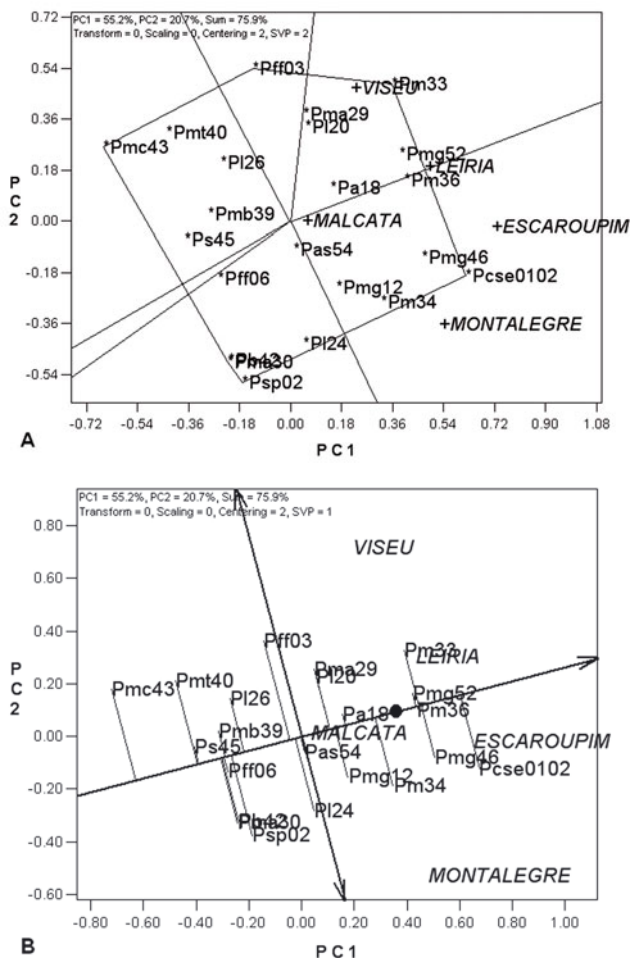 PC1 = 55.2%, PC2 = 20.7%, Sum = 75.9%
Transform = 0, Scaling = 0, Centering = 2, SVP = 2
0.72
0.54
0.36
0.18
0.00
-0.18
-0.36
-0.54
P
C
2
*Pff03
*Pm33
+VISEU
*Pma29
*Pl20
*Pmt40
*Pmc43
*Pl26
*Pmg52
+LEIRIA
*Pm36
*Pa18
*Pmb39
+MALCATA
+ESCAROUPIM
*Ps45
*Pas54
*Pmg46
*Pff06
*Pcse0102
*Pmg12
*Pm34
+MONTALEGRE
*Pl24
*Psp02
-0.72 -0.54 -0.36 -0.18 0.00 0.18 0.36 0.54 0.72 0.90 1.08
A
PC1
PC1 = 55.2%, PC2 = 20.7%, Sum = 75.9%
Transform = 0, Scaling = 0, Centering = 2, SVP = 1
0.80
0.60
0.40
0.20
0.00
-0.20
-0.40
-0.60
P
C
2
VISEU
Pff03
Pm33
LEIRIA
Pma29
Pl20
Pmt40
Pmc43
Pl26
Pmg52
Pm36
Pa18
Pmb39
MALCATA
ESCAROUPIM
Ps45
Pas54
Pmg46
Pff06
Pcse0102
Pmg12
Pm34
Pl24
Psp02
MONTALEGRE
-0.80 -0.60 -0.40 -0.20 0.00 0.20 0.40 0.60 0.80 1.00
B
PC1